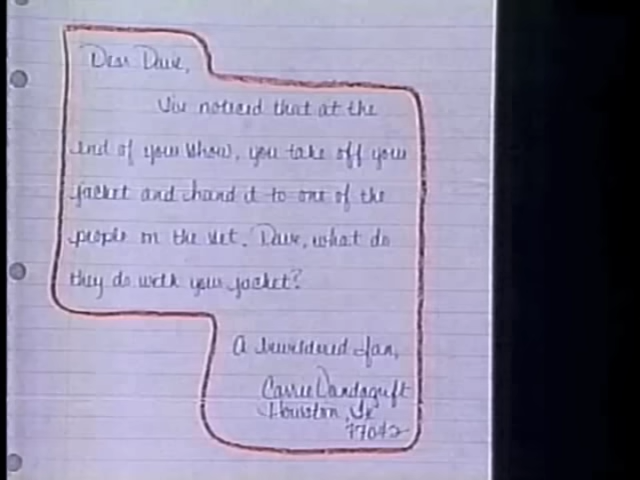 Dear Dave,
I've noticed that at the
end of your show, you take off your
jacket and hand it to one of the
people on the set. Dave, what do
they do with your jacket?
A bewildered fan,
Carrie Vandagrift
Houston, Tx
77042